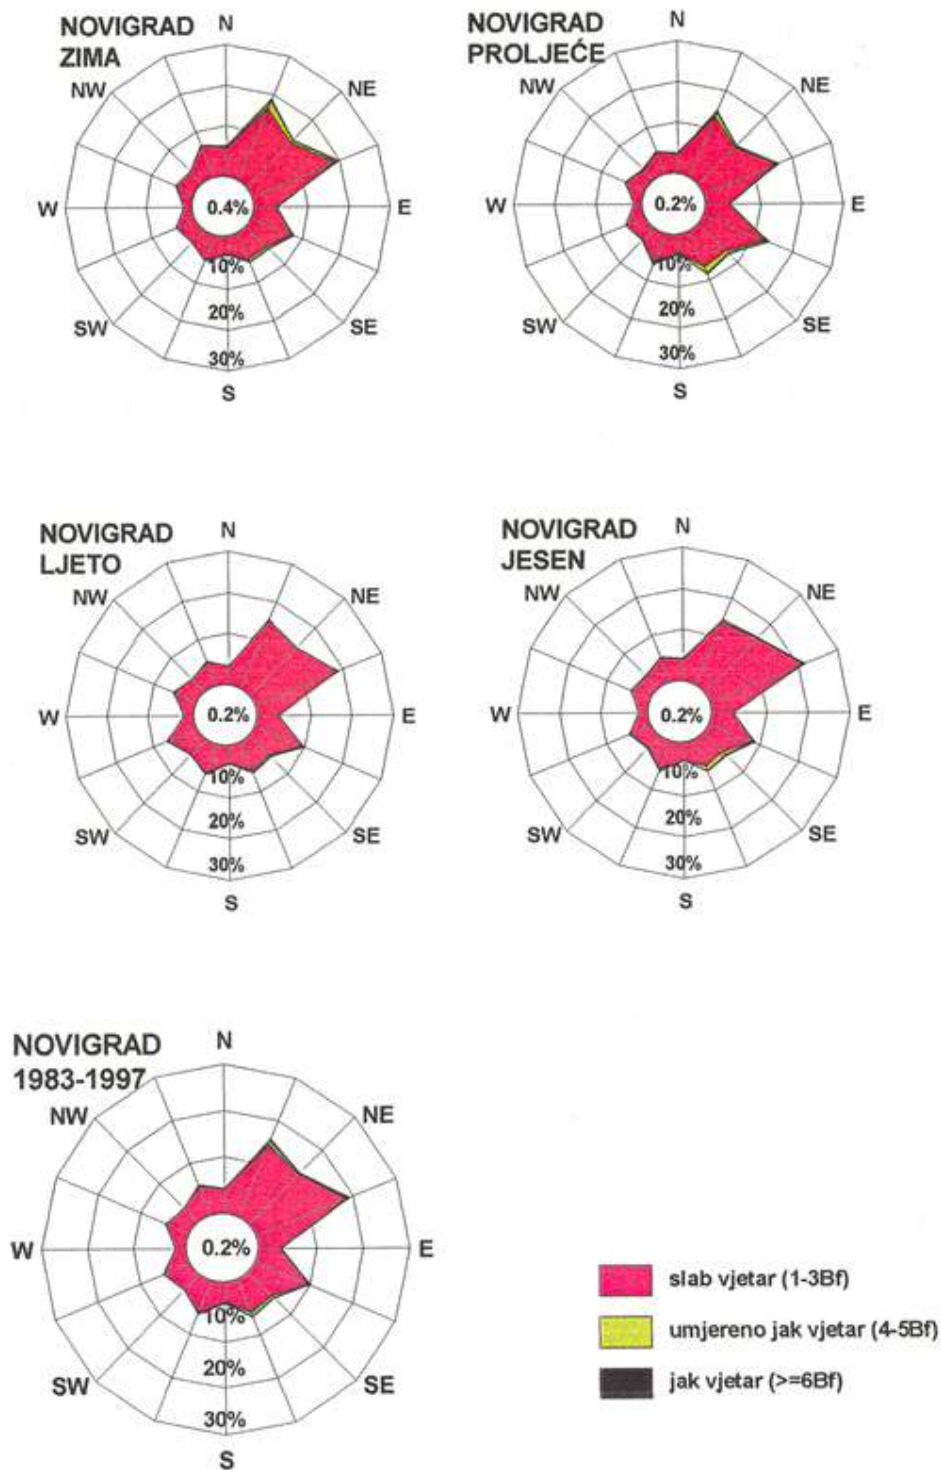 NOVIGRAD
ZIMA
N
NE
E
SE
S
SW
W
NW
0.4%
10%
20%
30%
NOVIGRAD
PROLJEĆE
N
NE
E
SE
S
SW
W
NW
0.2%
10%
20%
30%
NOVIGRAD
LJETO
N
NE
E
SE
S
SW
W
NW
0.2%
10%
20%
30%
NOVIGRAD
JESEN
N
NE
E
SE
S
SW
W
NW
0.2%
10%
20%
30%
NOVIGRAD
1983-1997
N
NE
E
SE
S
SW
W
NW
0.2%
10%
20%
30%
slab vjetar (1-3Bf)
umjereno jak vjetar (4-5Bf)
jak vjetar (>=6Bf)